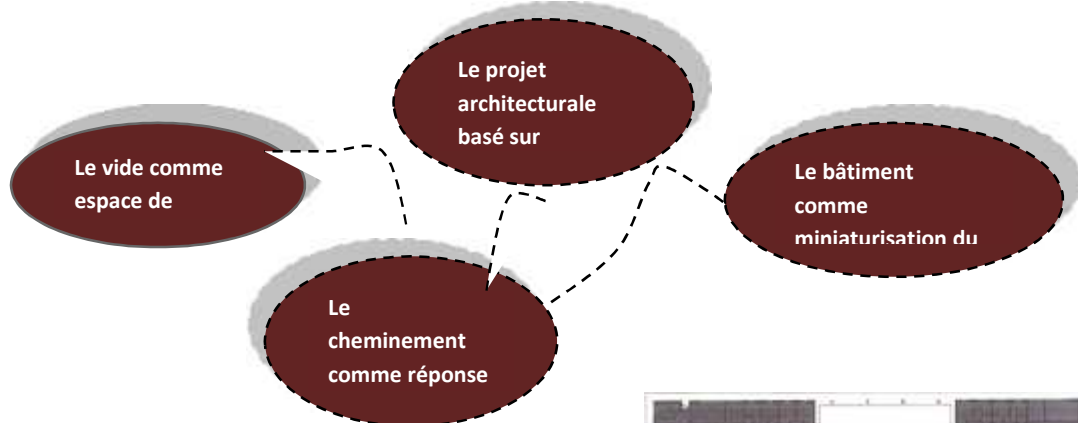 Le projet
architecturale
basé sur
Le vide comme
espace de
Le bâtiment
comme
miniaturisation du
Le
cheminement
comme réponse